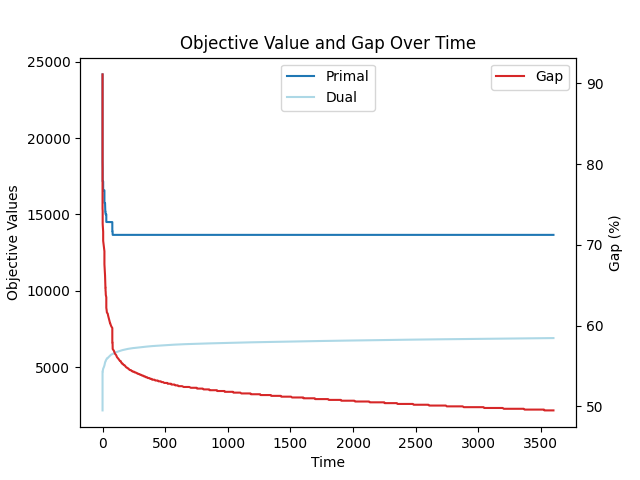 Objective Value and Gap Over Time
Primal
Dual
Gap
25000
20000
15000
10000
5000
Objective Values
90
80
70
60
50
Gap (%)
0 500 1000 1500 2000 2500 3000 3500
Time